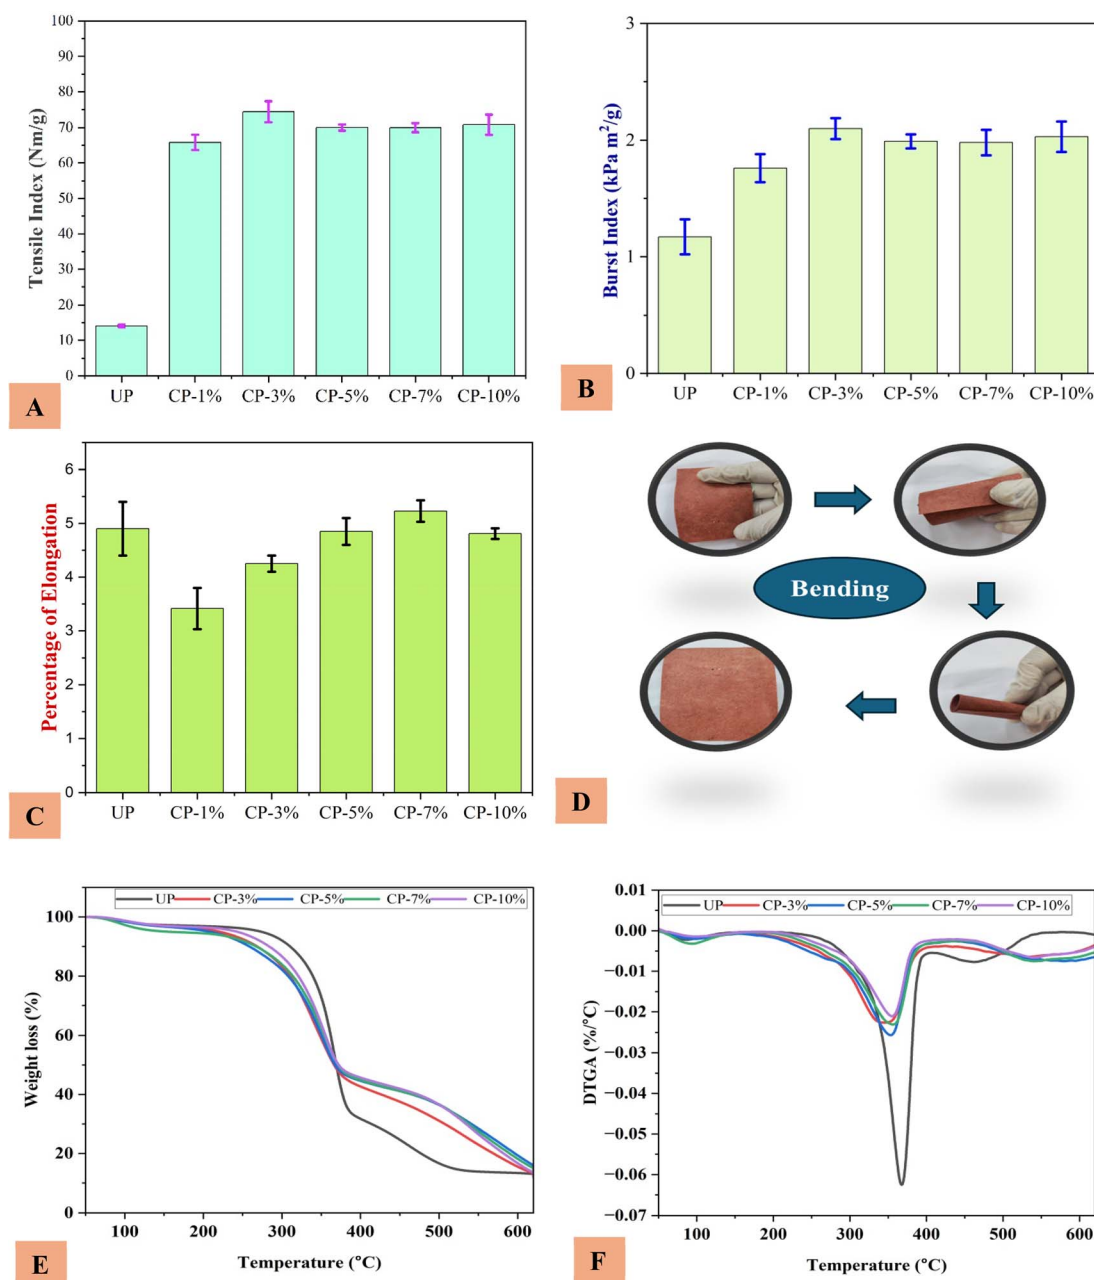 Tensile Index (Nm/g)
100
90
80
70
60
50
40
30
20
10
0
UP CP-1% CP-3% CP-5% CP-7% CP-10%
A
Burst Index (kPa m²/g)
3
2
1
0
UP CP-1% CP-3% CP-5% CP-7% CP-10%
B
Percentage of Elongation
6
5
4
3
2
1
0
UP CP-1% CP-3% CP-5% CP-7% CP-10%
C
Bending
D
UP CP-3% CP-5% CP-7% CP-10%
Weight loss (%)
100
80
60
40
20
0
100 200 300 400 500 600
Temperature (°C)
E
UP CP-3% CP-5% CP-7% CP-10%
DTGA (%/°C)
0.01
0.00
−0.01
−0.02
−0.03
−0.04
−0.05
−0.06
−0.07
100 200 300 400 500 600
Temperature (°C)
F